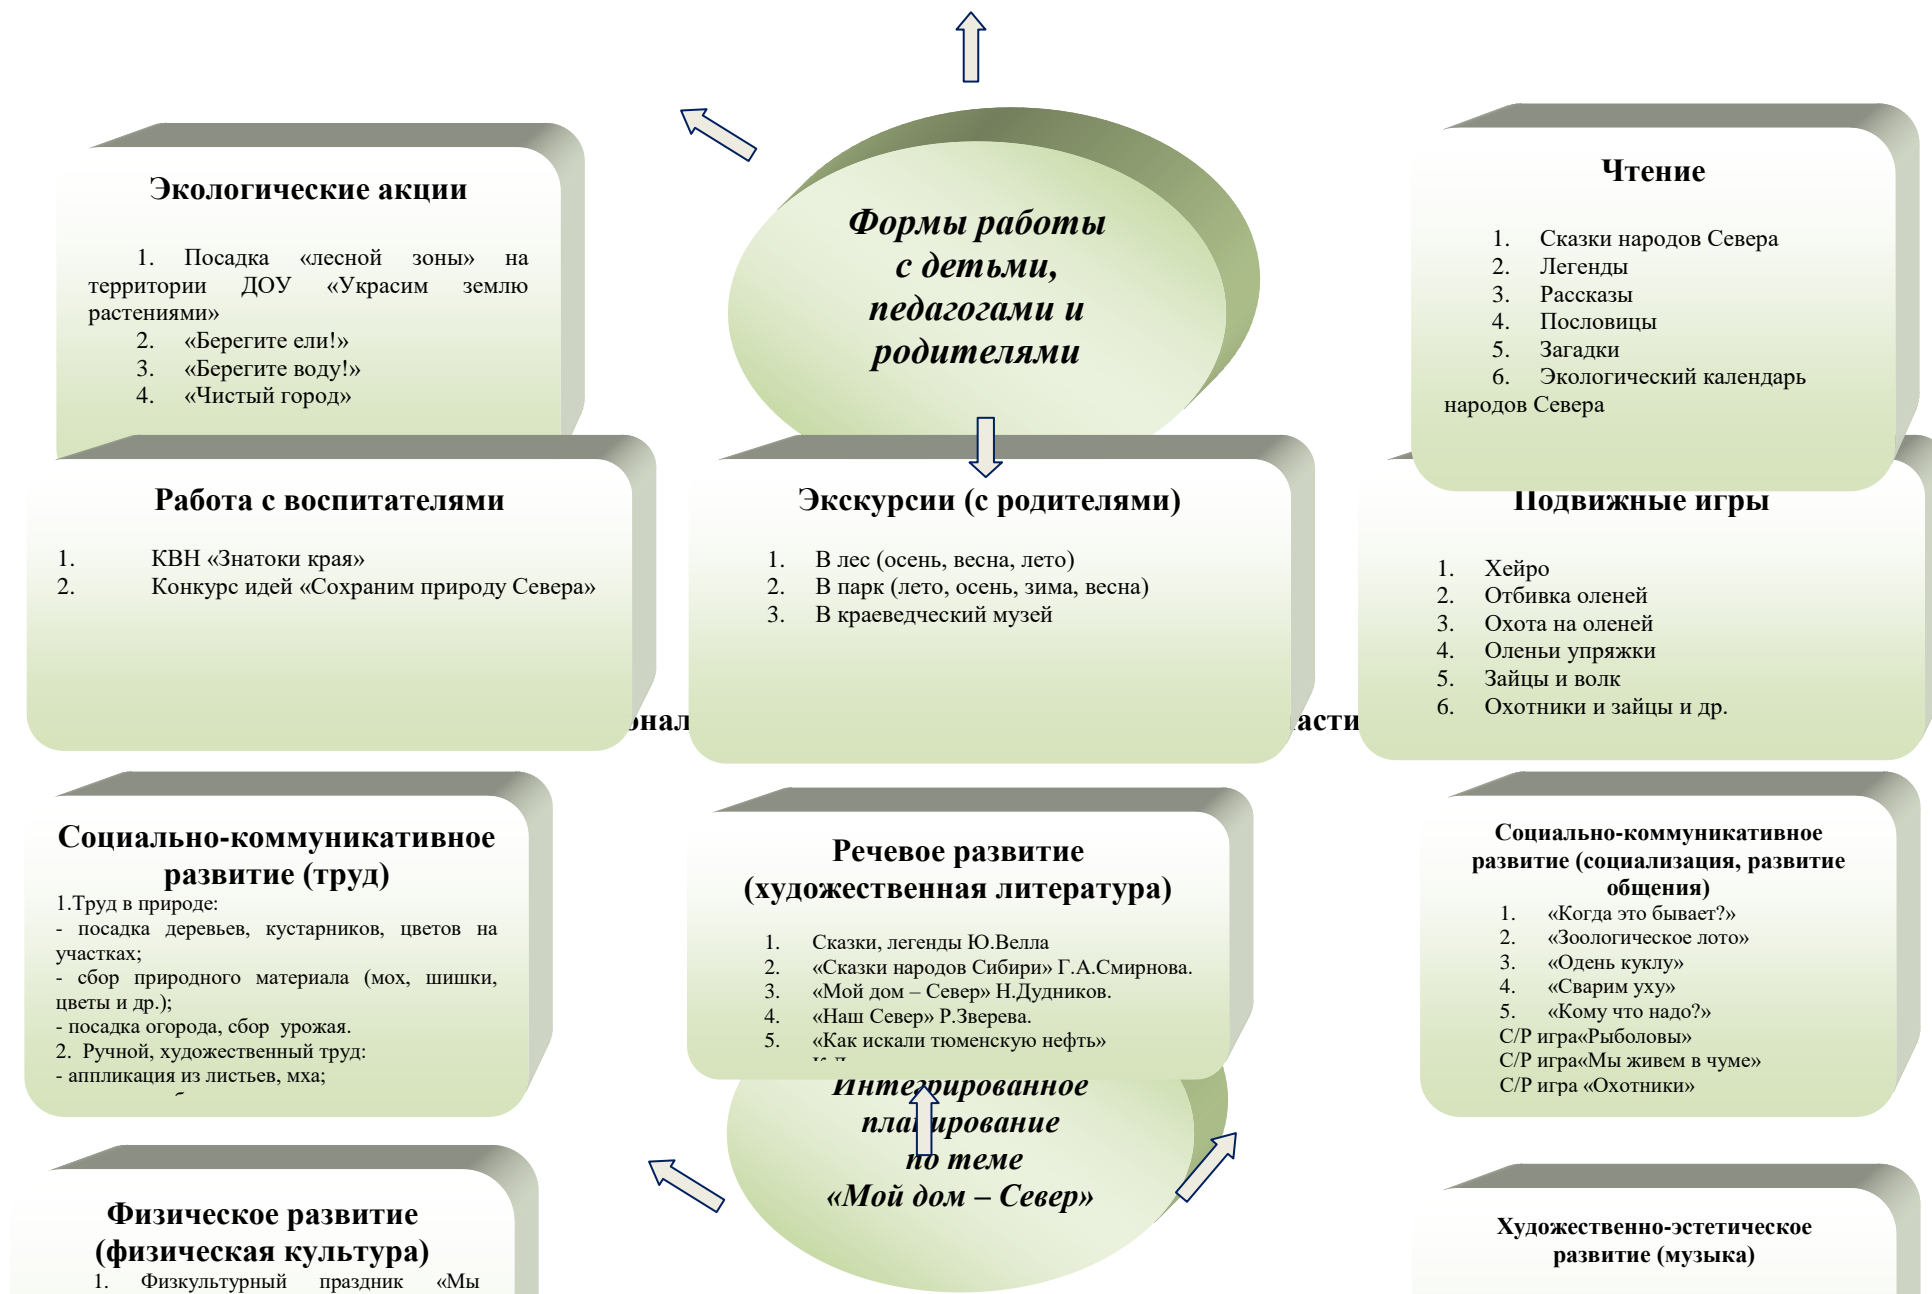 Экологические акции
1. Посадка «лесной зоны» на
территории ДОУ «Украсим землю
растениями»
2. «Берегите ели!»
3. «Берегите воду!»
4. «Чистый город»
Формы работы
с детьми,
педагогами и
родителями
Чтение
1. Сказки народов Севера
2. Легенды
3. Рассказы
4. Пословицы
5. Загадки
6. Экологический календарь
народов Севера
Работа с воспитателями
1. КВН «Знатоки края»
2. Конкурс идей «Сохраним природу Севера»
Экскурсии (с родителями)
1. В лес (осень, весна, лето)
2. В парк (лето, осень, зима, весна)
3. В краеведческий музей
Подвижные игры
1. Хейро
2. Отбивка оленей
3. Охота на оленей
4. Оленьи упряжки
5. Зайцы и волк
6. Охотники и зайцы и др.
Социально-коммуникативное
развитие (труд)
1.Труд в природе:
- посадка деревьев, кустарников, цветов на
участках;
- сбор природного материала (мох, шишки,
цветы и др.);
- посадка огорода, сбор урожая.
2. Ручной, художественный труд:
- аппликация из листьев, мха;
Речевое развитие
(художественная литература)
1. Сказки, легенды Ю.Велла
2. «Сказки народов Сибири» Г.А.Смирнова.
3. «Мой дом – Север» Н.Дудников.
4. «Наш Север» Р.Зверева.
5. «Как искали тюменскую нефть»
Социально-коммуникативное
развитие (социализация, развитие
общения)
1. «Когда это бывает?»
2. «Зоологическое лото»
3. «Одень куклу»
4. «Сварим уху»
5. «Кому что надо?»
С/Р игра«Рыболовы»
С/Р игра«Мы живем в чуме»
С/Р игра «Охотники»
Интегрированное
планирование
по теме
«Мой дом – Север»
Физическое развитие
(физическая культура)
1. Физкультурный праздник «Мы
Художественно-эстетическое
развитие (музыка)